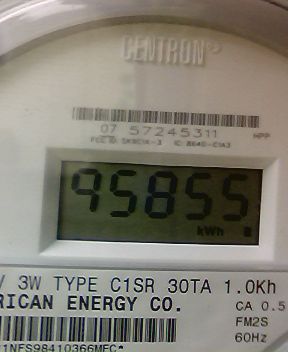 CENTRON®
07 57245311 HPP
95855
kWh
V 3W TYPE C1SR 30TA 1.0Kh
RICAN ENERGY CO. CA 0.5
FM2S
60Hz